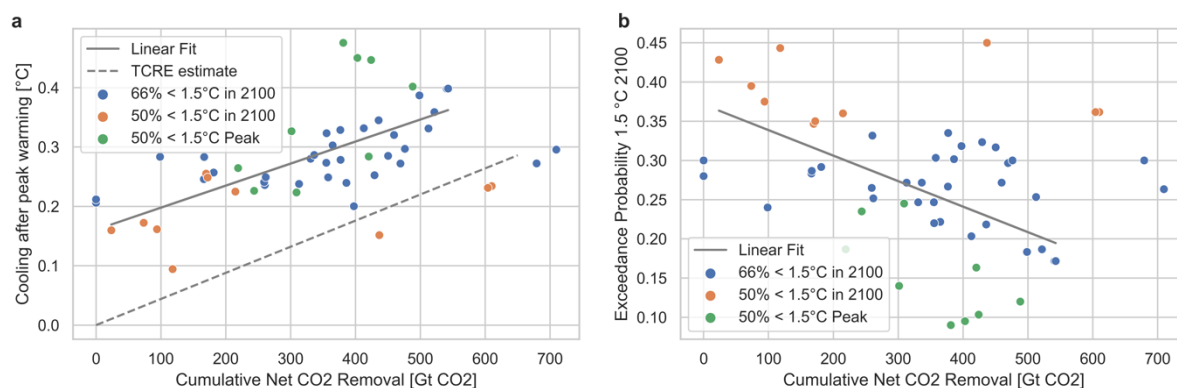 a
Cooling after peak warming [°C]
0.4
0.3
0.2
0.1
0.0
Linear Fit
TCRE estimate
66% < 1.5°C in 2100
50% < 1.5°C in 2100
50% < 1.5°C Peak
0 100 200 300 400 500 600 700
Cumulative Net CO2 Removal [Gt CO2]
b
Exceedance Probability 1.5 °C 2100
0.45
0.40
0.35
0.30
0.25
0.20
0.15
0.10
Linear Fit
66% < 1.5°C in 2100
50% < 1.5°C in 2100
50% < 1.5°C Peak
0 100 200 300 400 500 600 700
Cumulative Net CO2 Removal [Gt CO2]